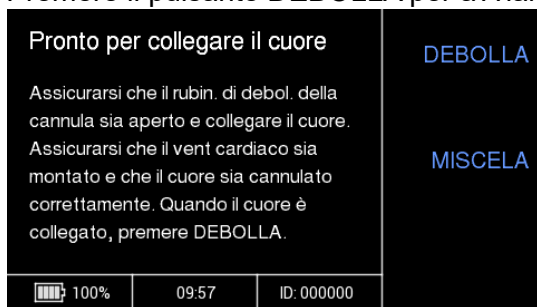 Premere il pulsante DEBOLLA per
Pronto per collegare il cuore
DEBOLLA
Assicurarsi che il rubin. di debol. della
cannula sia aperto e collegare il cuore.
Assicurarsi che il vent cardiaco sia
montato e che il cuore sia cannulato
correttamente. Quando il cuore è
collegato, premere DEBOLLA.
MISCELA
100%
09:57
ID: 000000